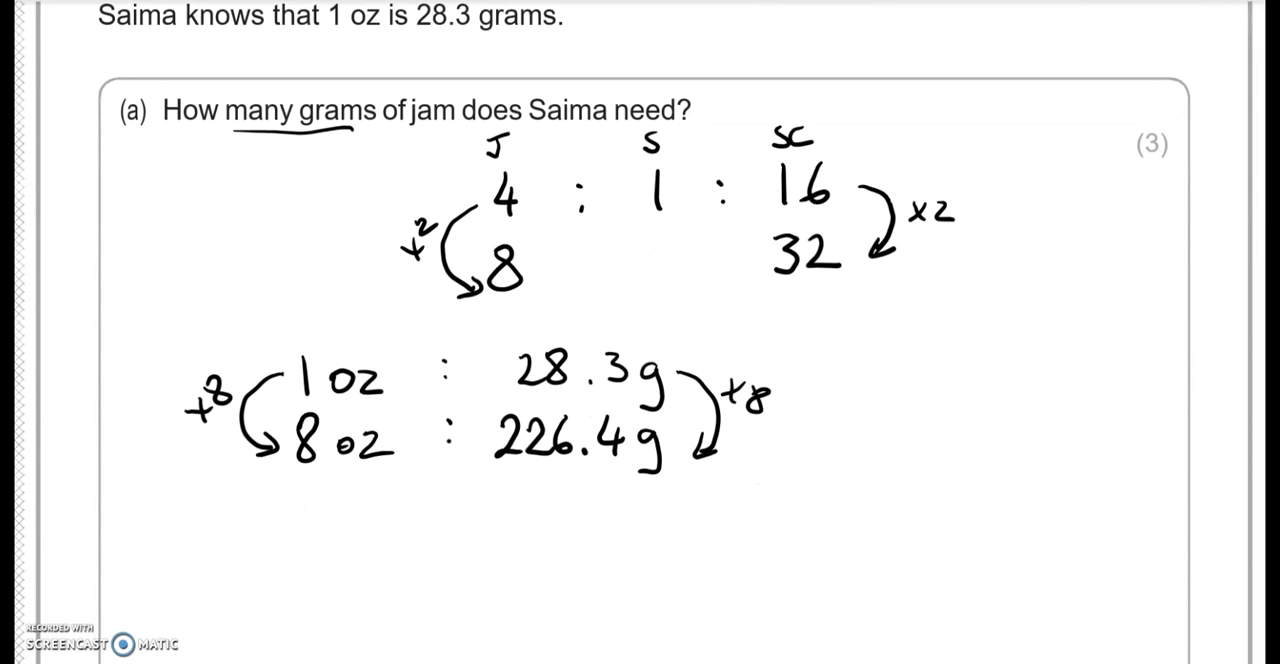 Saima knows that 1 oz is 28.3 grams.
(a) How many grams of jam does Saima need?
(3)
J S SC
4 : 1 : 16
×2 ×2
8 32
1 oz : 28.3g
×8 ×8
8 oz : 226.4g
RECORDED WITH
SCREENCAST MATIC